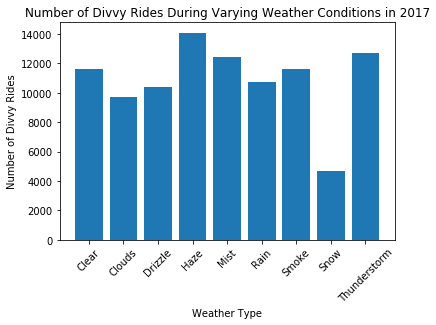 Number of Divvy Rides During Varying Weather Conditions in 2017
14000
12000
10000
8000
6000
4000
2000
0
Number of Divvy Rides
Clear
Clouds
Drizzle
Haze
Mist
Rain
Smoke
Snow
Thunderstorm
Weather Type